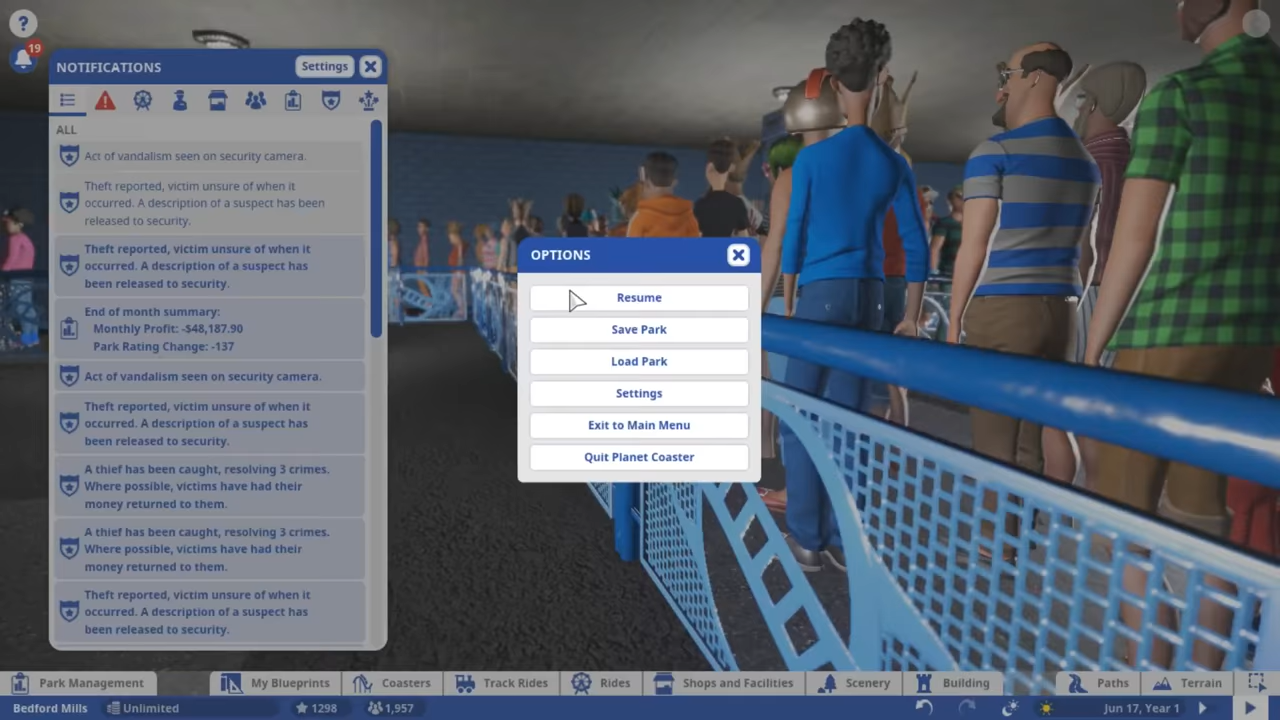 ?
19
NOTIFICATIONS
Settings
ALL
Act of vandalism seen on security camera.
Theft reported, victim unsure of when it
occurred. A description of a suspect has been
released to security.
Theft reported, victim unsure of when it
occurred. A description of a suspect has
been released to security.
End of month summary:
Monthly Profit: -$48,187.90
Park Rating Change: -137
Act of vandalism seen on security camera.
Theft reported, victim unsure of when it
occurred. A description of a suspect has
been released to security.
A thief has been caught, resolving 3 crimes.
Where possible, victims have had their
money returned to them.
A thief has been caught, resolving 3 crimes.
Where possible, victims have had their
money returned to them.
Theft reported, victim unsure of when it
occurred. A description of a suspect has
been released to security.
OPTIONS
Resume
Save Park
Load Park
Settings
Exit to Main Menu
Quit Planet Coaster
Park Management
My Blueprints
Coasters
Track Rides
Rides
Shops and Facilities
Scenery
Building
Paths
Terrain
Bedford Mills
Unlimited
1298
1,957
Jun 17, Year 1